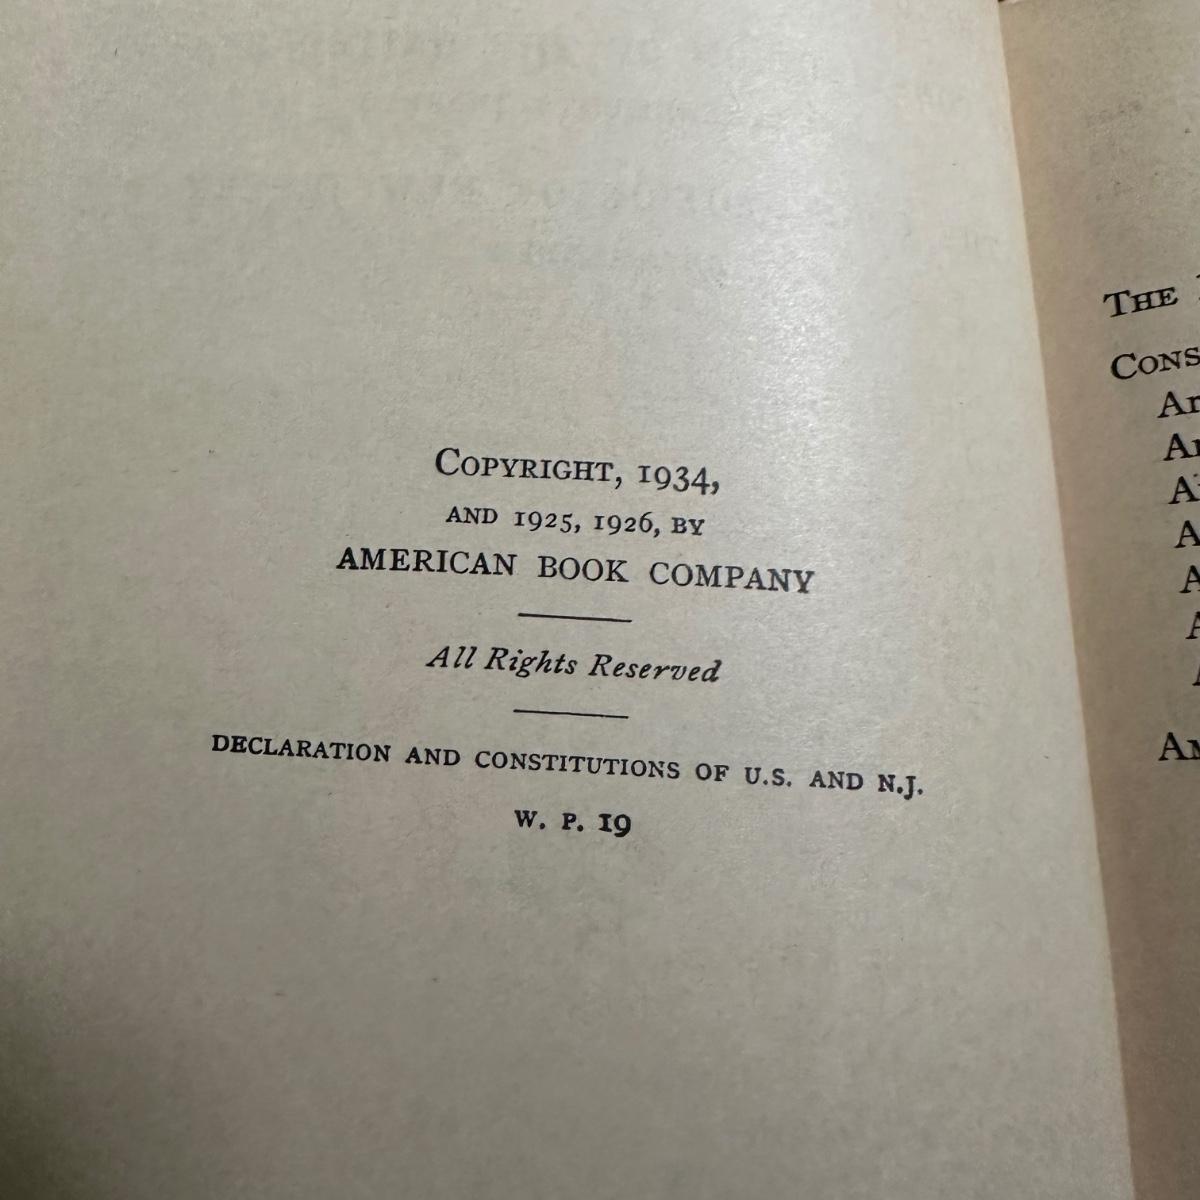 COPYRIGHT, 1934,
AND 1925, 1926, BY
AMERICAN BOOK COMPANY
All Rights Reserved
DECLARATION AND CONSTITUTIONS OF U.S. AND N.J.
W. P. 19
THE